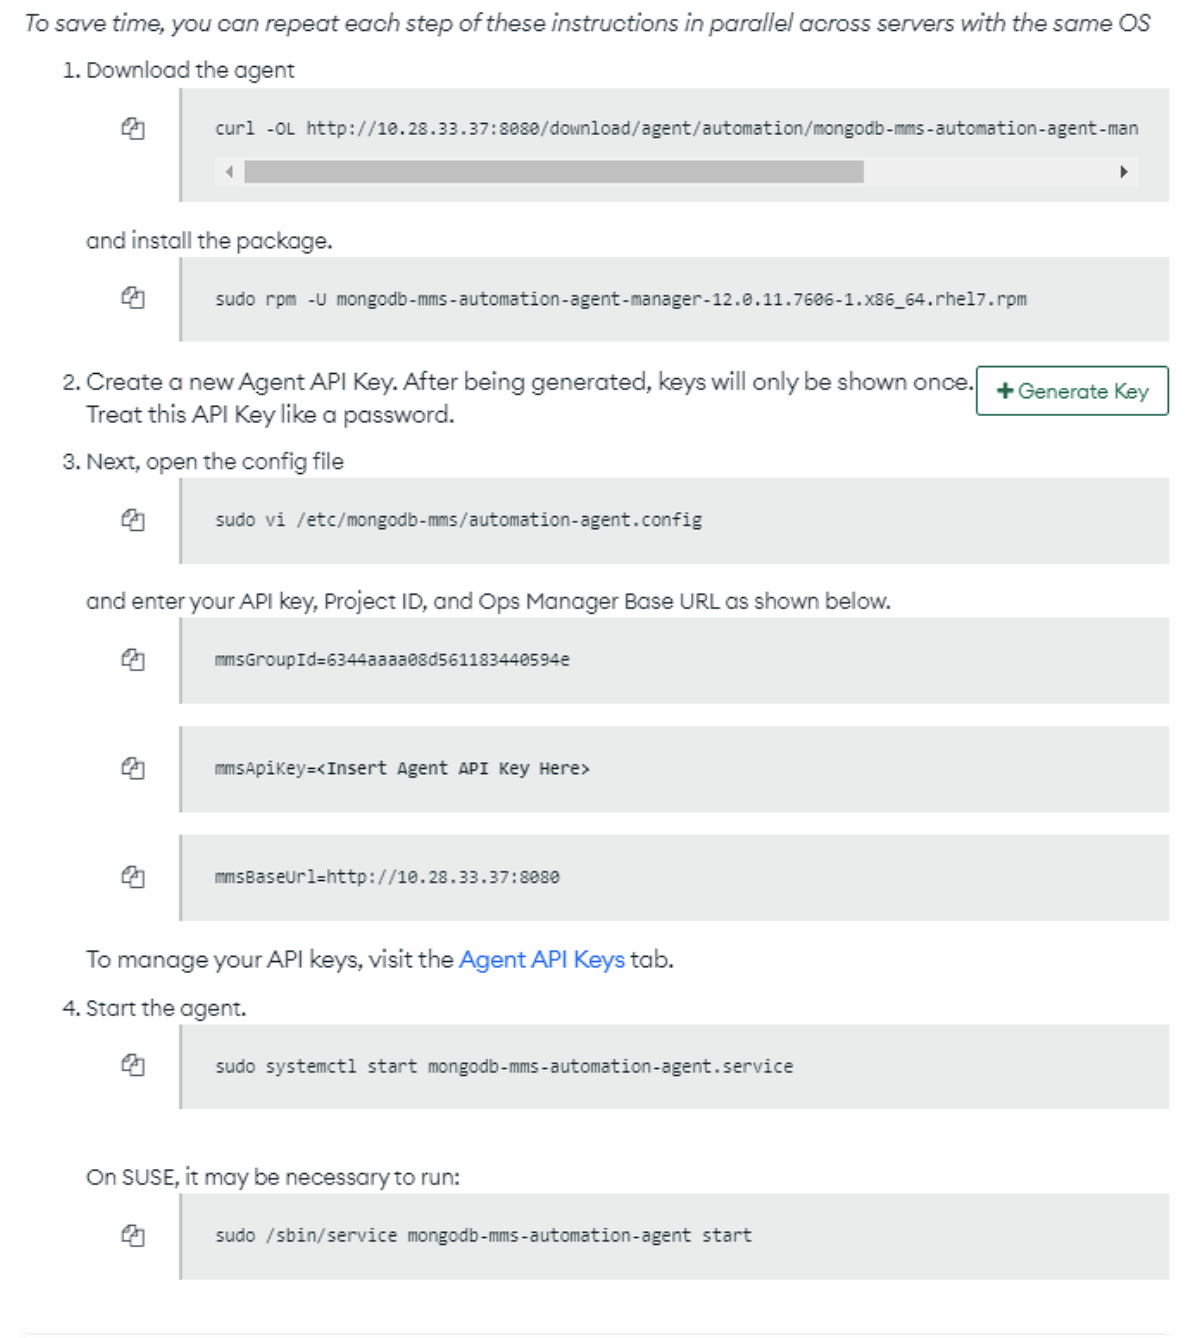 To save time, you can repeat each step of these instructions in parallel across servers with the same OS
1. Download the agent
curl -OL http://10.28.33.37:8080/download/agent/automation/mongodb-mms-automation-agent-man
and install the package.
sudo rpm -U mongodb-mms-automation-agent-manager-12.0.11.7606-1.x86_64.rhel7.rpm
2. Create a new Agent API Key. After being generated, keys will only be shown once.
Treat this API Key like a password.
+ Generate Key
3. Next, open the config file
sudo vi /etc/mongodb-mms/automation-agent.config
and enter your API key, Project ID, and Ops Manager Base URL as shown below.
mmsGroupId=6344aaaa08d561183440594e
mmsApiKey=<Insert Agent API Key Here>
mmsBaseUrl=http://10.28.33.37:8080
To manage your API keys, visit the Agent API Keys tab.
4. Start the agent.
sudo systemctl start mongodb-mms-automation-agent.service
On SUSE, it may be necessary to run:
sudo /sbin/service mongodb-mms-automation-agent start